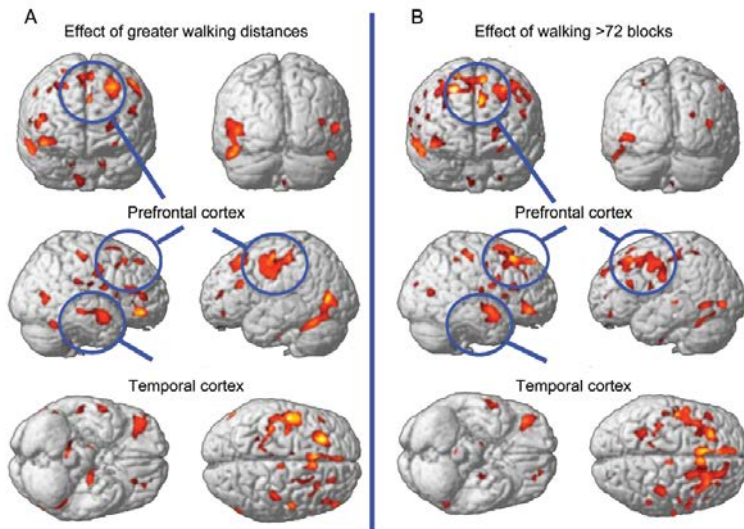 A
Effect of greater walking distances
Prefrontal cortex
Temporal cortex
B
Effect of walking >72 blocks
Prefrontal cortex
Temporal cortex